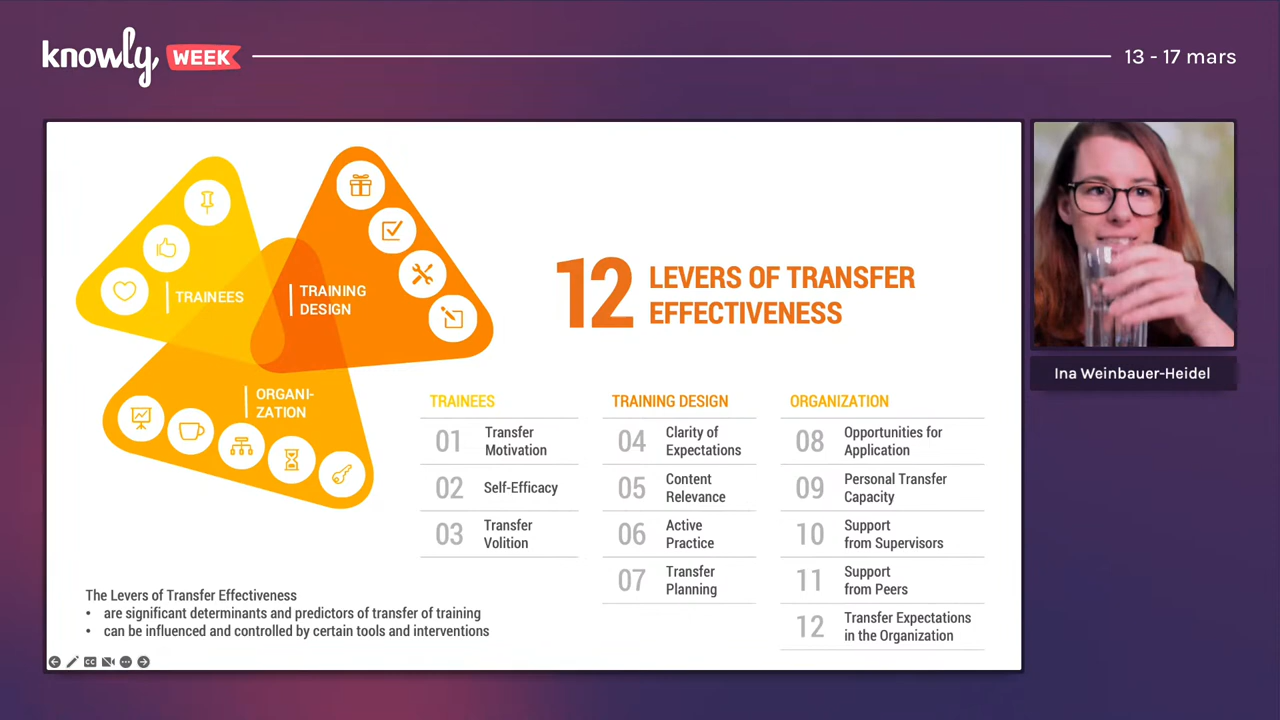 knowly
WEEK
13 - 17 mars
TRAINEES
TRAINING
DESIGN
ORGANI-
ZATION
12
LEVERS OF TRANSFER
EFFECTIVENESS
TRAINEES
01
Transfer
Motivation
02
Self-Efficacy
03
Transfer
Volition
TRAINING DESIGN
04
Clarity of
Expectations
05
Content
Relevance
06
Active
Practice
07
Transfer
Planning
ORGANIZATION
08
Opportunities for
Application
09
Personal Transfer
Capacity
10
Support
from Supervisors
11
Support
from Peers
12
Transfer Expectations
in the Organization
The Levers of Transfer Effectiveness
• are significant determinants and predictors of transfer of training
• can be influenced and controlled by certain tools and interventions
CC
Ina Weinbauer-Heidel